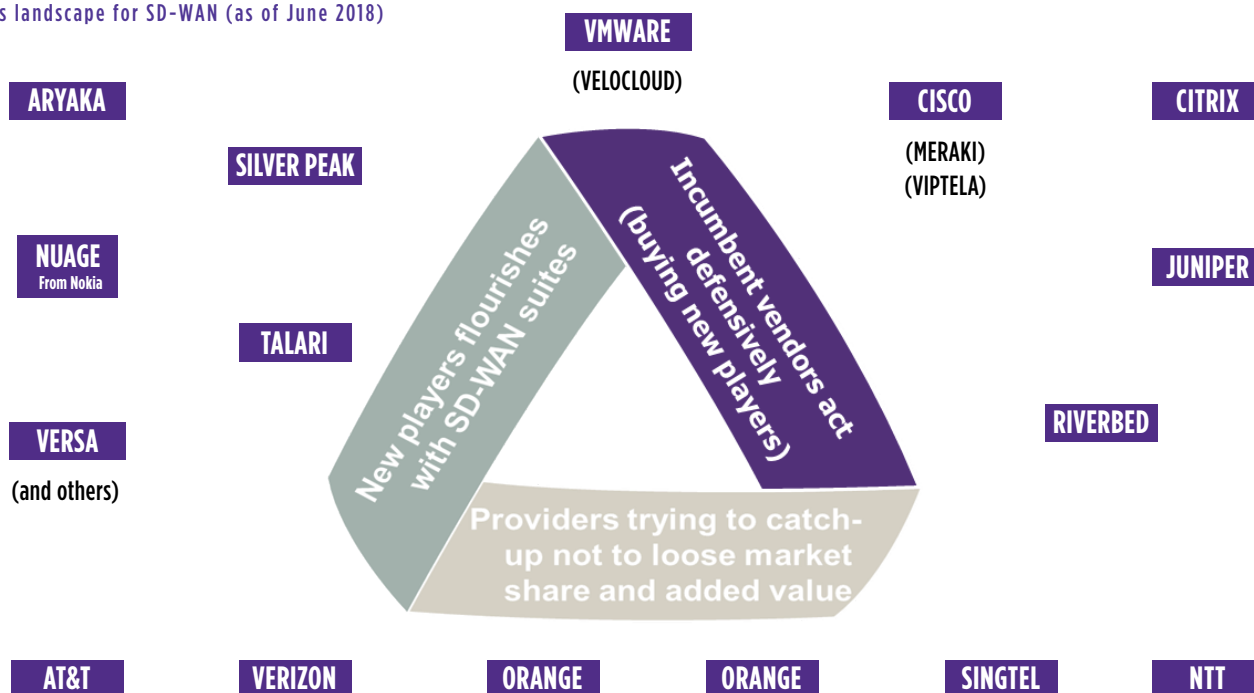 s landscape for SD-WAN (as of June 2018)
VMWARE
(VELOCLOUD)
ARYAKA
CISCO
CITRIX
(MERAKI)
(VIPTELA)
SILVER PEAK
NUAGE
From Nokia
JUNIPER
TALARI
New players flourishes
with SD-WAN suites
Incumbent vendors act
defensively
(buying new players)
RIVERBED
VERSA
(and others)
Providers trying to catch-
up not to loose market
share and added value
AT&T
VERIZON
ORANGE
ORANGE
SINGTEL
NTT